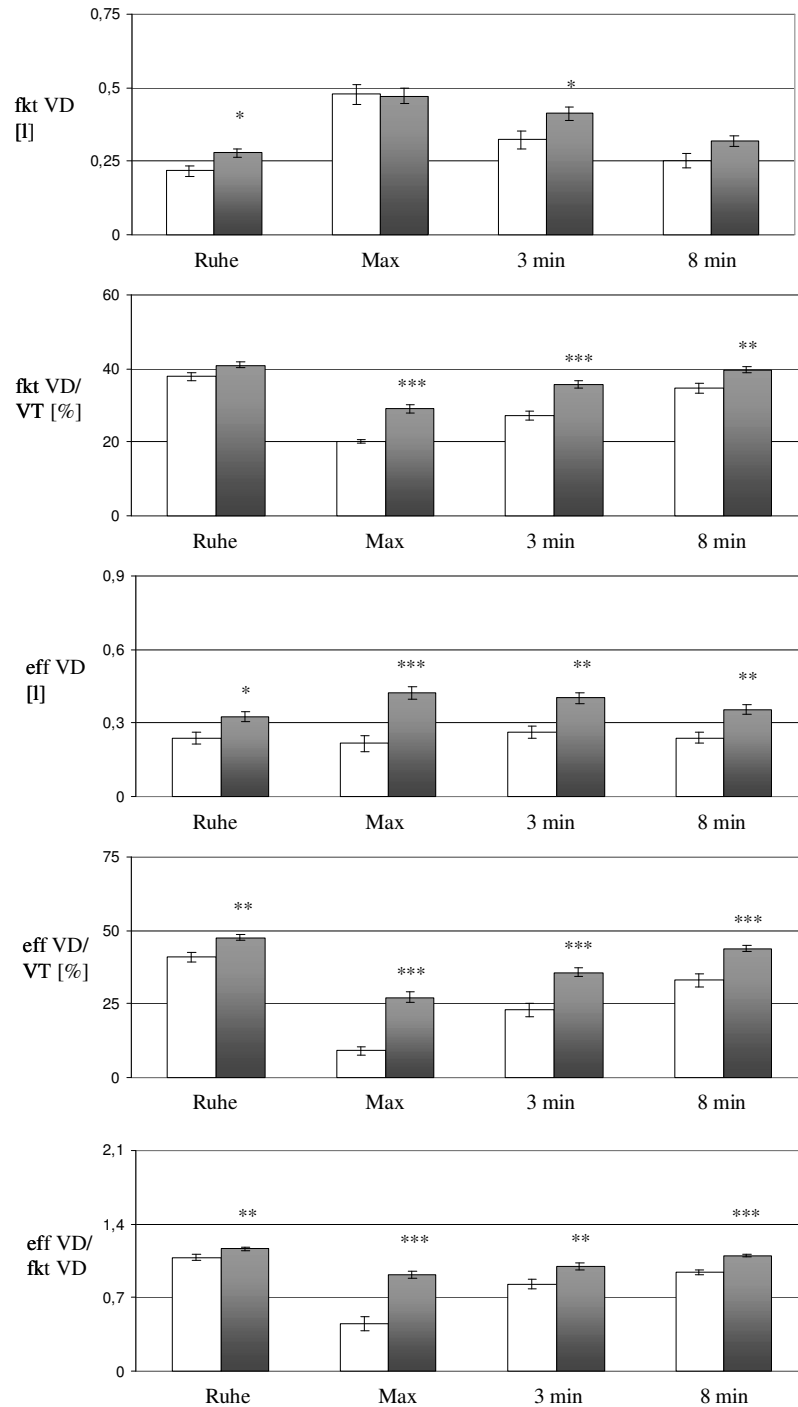 0,75
0,5
0,25
0
fkt VD
[l]
*
*
Ruhe Max 3 min 8 min
60
40
20
0
fkt VD/
VT [%]
***
***
**
Ruhe Max 3 min 8 min
0,9
0,6
0,3
0
eff VD
[l]
*
***
**
**
Ruhe Max 3 min 8 min
75
50
25
0
eff VD/
VT [%]
**
***
***
***
Ruhe Max 3 min 8 min
2,1
1,4
0,7
0
eff VD/
fkt VD
**
***
**
***
Ruhe Max 3 min 8 min